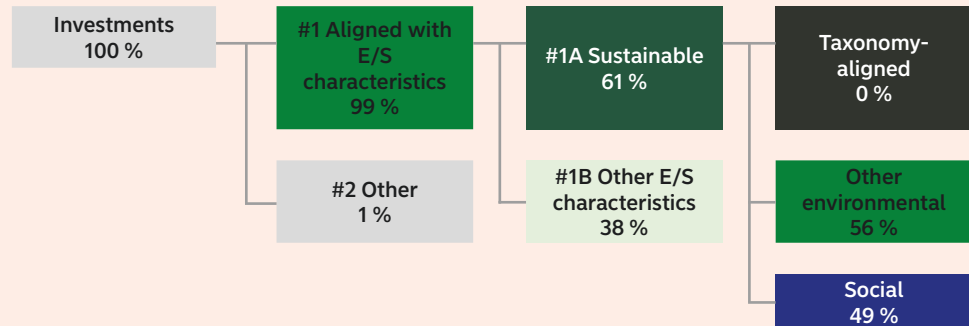 Investments
100 %
#1 Aligned with
E/S
characteristics
99 %
#1A Sustainable
61 %
Taxonomy-
aligned
0 %
#2 Other
1 %
#1B Other E/S
characteristics
38 %
Other
environmental
56 %
Social
49 %